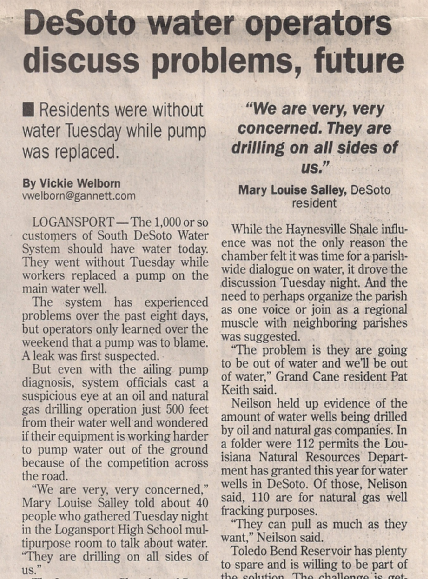 DeSoto water operators
discuss problems, future
■ Residents were without
water Tuesday while pump
was replaced.
By Vickie Welborn
vwelborn@gannett.com
LOGANSPORT — The 1,000 or so
customers of South DeSoto Water
System should have water today.
They went without Tuesday while
workers replaced a pump on the
main water well.
The system has experienced
problems over the past eight days,
but operators only learned over the
weekend that a pump was to blame.
A leak was first suspected.
But even with the ailing pump
diagnosis, system officials cast a
suspicious eye at an oil and natural
gas drilling operation just 500 feet
from their water well and wondered
if their equipment is working harder
to pump water out of the ground
because of the competition across
the road.
“We are very, very concerned,”
Mary Louise Salley told about 40
people who gathered Tuesday night
in the Logansport High School mul-
tipurpose room to talk about water.
“They are drilling on all sides of
us.”
“We are very, very
concerned. They are
drilling on all sides of
us.”
Mary Louise Salley, DeSoto
resident
While the Haynesville Shale influ-
ence was not the only reason the
chamber felt it was time for a parish-
wide dialogue on water, it drove the
discussion Tuesday night. And the
need to perhaps organize the parish
as one voice or join as a regional
muscle with neighboring parishes
was suggested.
“The problem is they are going
to be out of water and we’ll be out
of water,” Grand Cane resident Pat
Keith said.
Neilson held up evidence of the
amount of water wells being drilled
by oil and natural gas companies. In
a folder were 112 permits the Loui-
siana Natural Resources Depart-
ment has granted this year for water
wells in DeSoto. Of those, Nelison
said, 110 are for natural gas well
fracking purposes.
“They can pull as much as they
want,” Neilson said.
Toledo Bend Reservoir has plenty
to spare and is willing to be part of
the solution. The challenge is get-